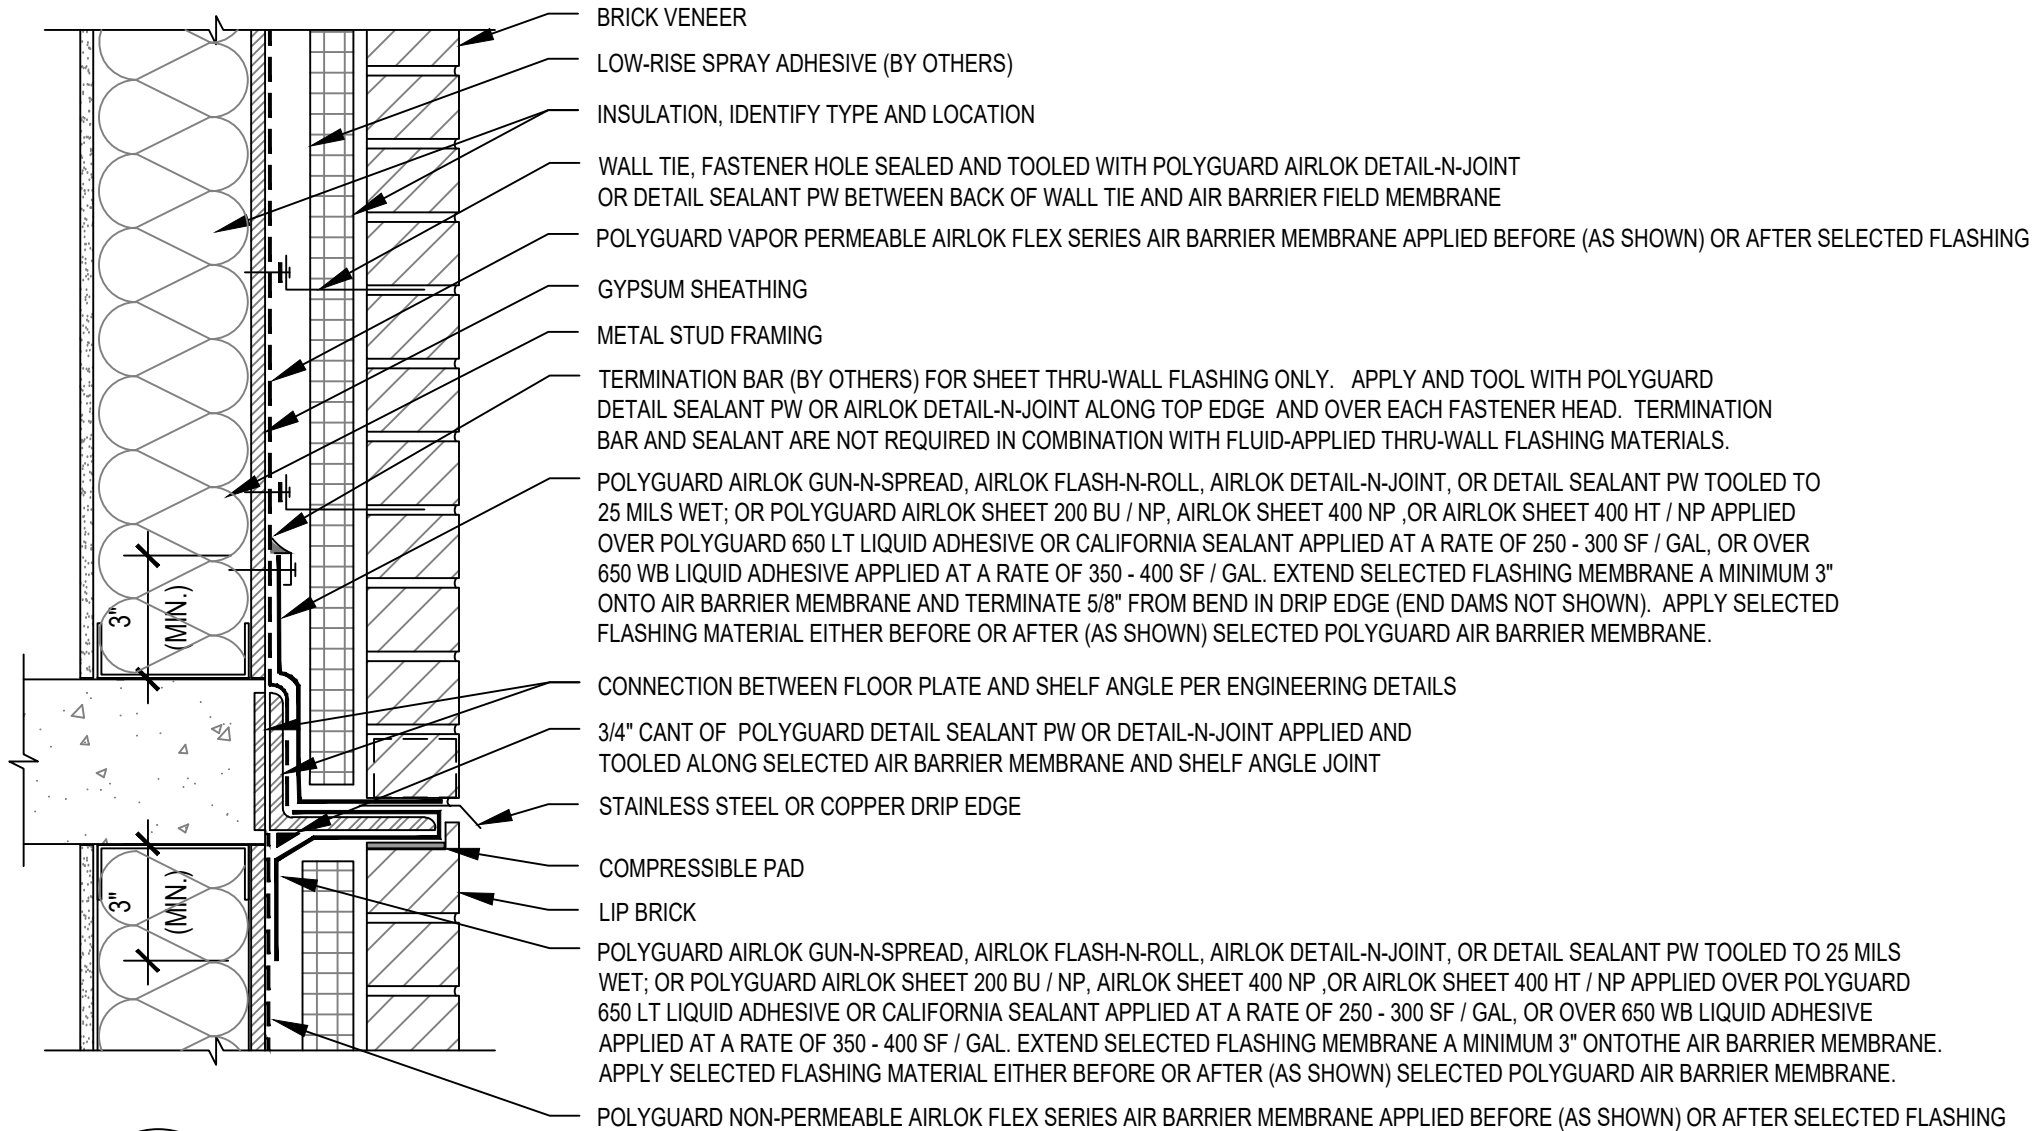 BRICK VENEER
LOW-RISE SPRAY ADHESIVE (BY OTHERS)
INSULATION, IDENTIFY TYPE AND LOCATION
WALL TIE, FASTENER HOLE SEALED AND TOOLED WITH POLYGUARD AIRLOK DETAIL-N-JOINT
OR DETAIL SEALANT PW BETWEEN BACK OF WALL TIE AND AIR BARRIER FIELD MEMBRANE
POLYGUARD VAPOR PERMEABLE AIRLOK FLEX SERIES AIR BARRIER MEMBRANE APPLIED BEFORE (AS SHOWN) OR AFTER SELECTED FLASHING
GYPSUM SHEATHING
METAL STUD FRAMING
TERMINATION BAR (BY OTHERS) FOR SHEET THRU-WALL FLASHING ONLY. APPLY AND TOOL WITH POLYGUARD
DETAIL SEALANT PW OR AIRLOK DETAIL-N-JOINT ALONG TOP EDGE AND OVER EACH FASTENER HEAD. TERMINATION
BAR AND SEALANT ARE NOT REQUIRED IN COMBINATION WITH FLUID-APPLIED THRU-WALL FLASHING MATERIALS.
POLYGUARD AIRLOK GUN-N-SPREAD, AIRLOK FLASH-N-ROLL, AIRLOK DETAIL-N-JOINT, OR DETAIL SEALANT PW TOOLED TO
25 MILS WET; OR POLYGUARD AIRLOK SHEET 200 BU / NP, AIRLOK SHEET 400 NP ,OR AIRLOK SHEET 400 HT / NP APPLIED
OVER POLYGUARD 650 LT LIQUID ADHESIVE OR CALIFORNIA SEALANT APPLIED AT A RATE OF 250 - 300 SF / GAL, OR OVER
650 WB LIQUID ADHESIVE APPLIED AT A RATE OF 350 - 400 SF / GAL. EXTEND SELECTED FLASHING MEMBRANE A MINIMUM 3"
ONTO AIR BARRIER MEMBRANE AND TERMINATE 5/8" FROM BEND IN DRIP EDGE (END DAMS NOT SHOWN). APPLY SELECTED
FLASHING MATERIAL EITHER BEFORE OR AFTER (AS SHOWN) SELECTED POLYGUARD AIR BARRIER MEMBRANE.
3"
(MIN.)
CONNECTION BETWEEN FLOOR PLATE AND SHELF ANGLE PER ENGINEERING DETAILS
3/4" CANT OF POLYGUARD DETAIL SEALANT PW OR DETAIL-N-JOINT APPLIED AND
TOOLED ALONG SELECTED AIR BARRIER MEMBRANE AND SHELF ANGLE JOINT
STAINLESS STEEL OR COPPER DRIP EDGE
COMPRESSIBLE PAD
3"
(MIN.)
LIP BRICK
POLYGUARD AIRLOK GUN-N-SPREAD, AIRLOK FLASH-N-ROLL, AIRLOK DETAIL-N-JOINT, OR DETAIL SEALANT PW TOOLED TO 25 MILS
WET; OR POLYGUARD AIRLOK SHEET 200 BU / NP, AIRLOK SHEET 400 NP ,OR AIRLOK SHEET 400 HT / NP APPLIED OVER POLYGUARD
650 LT LIQUID ADHESIVE OR CALIFORNIA SEALANT APPLIED AT A RATE OF 250 - 300 SF / GAL, OR OVER 650 WB LIQUID ADHESIVE
APPLIED AT A RATE OF 350 - 400 SF / GAL. EXTEND SELECTED FLASHING MEMBRANE A MINIMUM 3" ONTOTHE AIR BARRIER MEMBRANE.
APPLY SELECTED FLASHING MATERIAL EITHER BEFORE OR AFTER (AS SHOWN) SELECTED POLYGUARD AIR BARRIER MEMBRANE.
POLYGUARD NON-PERMEABLE AIRLOK FLEX SERIES AIR BARRIER MEMBRANE APPLIED BEFORE (AS SHOWN) OR AFTER SELECTED FLASHING